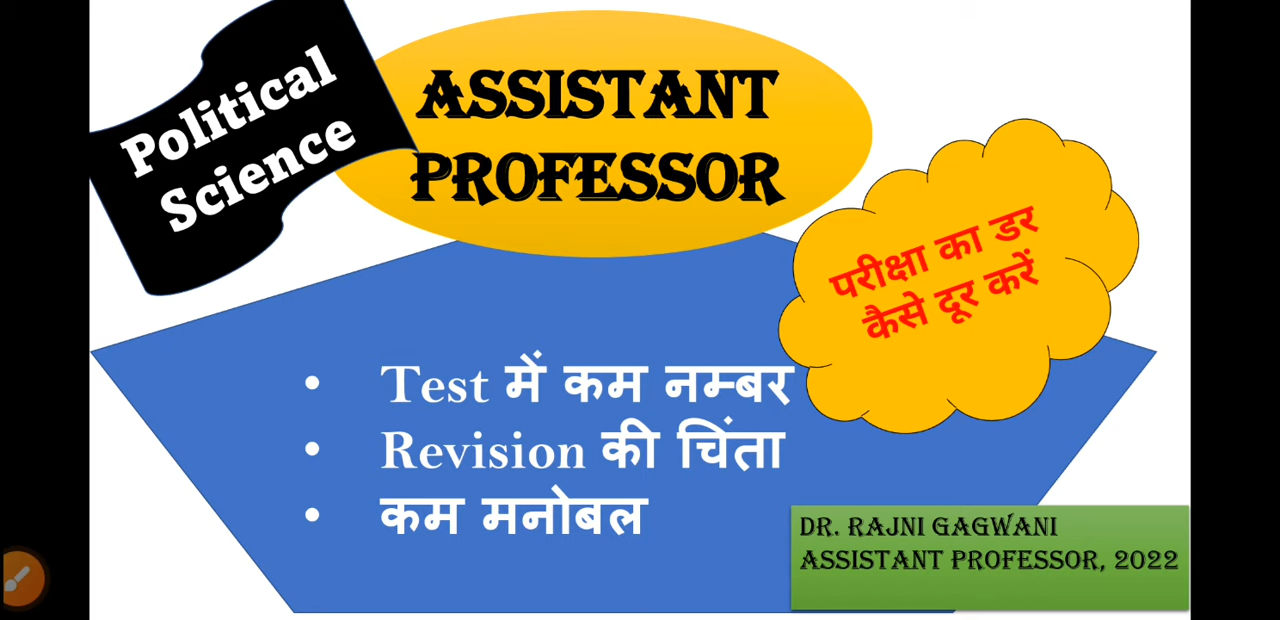 Political
Science
ASSISTANT
PROFESSOR
परीक्षा का डर
कैसे दूर करें
• Test में कम नम्बर
• Revision की चिंता
• कम मनोबल
DR. RAJNI GAGWANI
ASSISTANT PROFESSOR, 2022